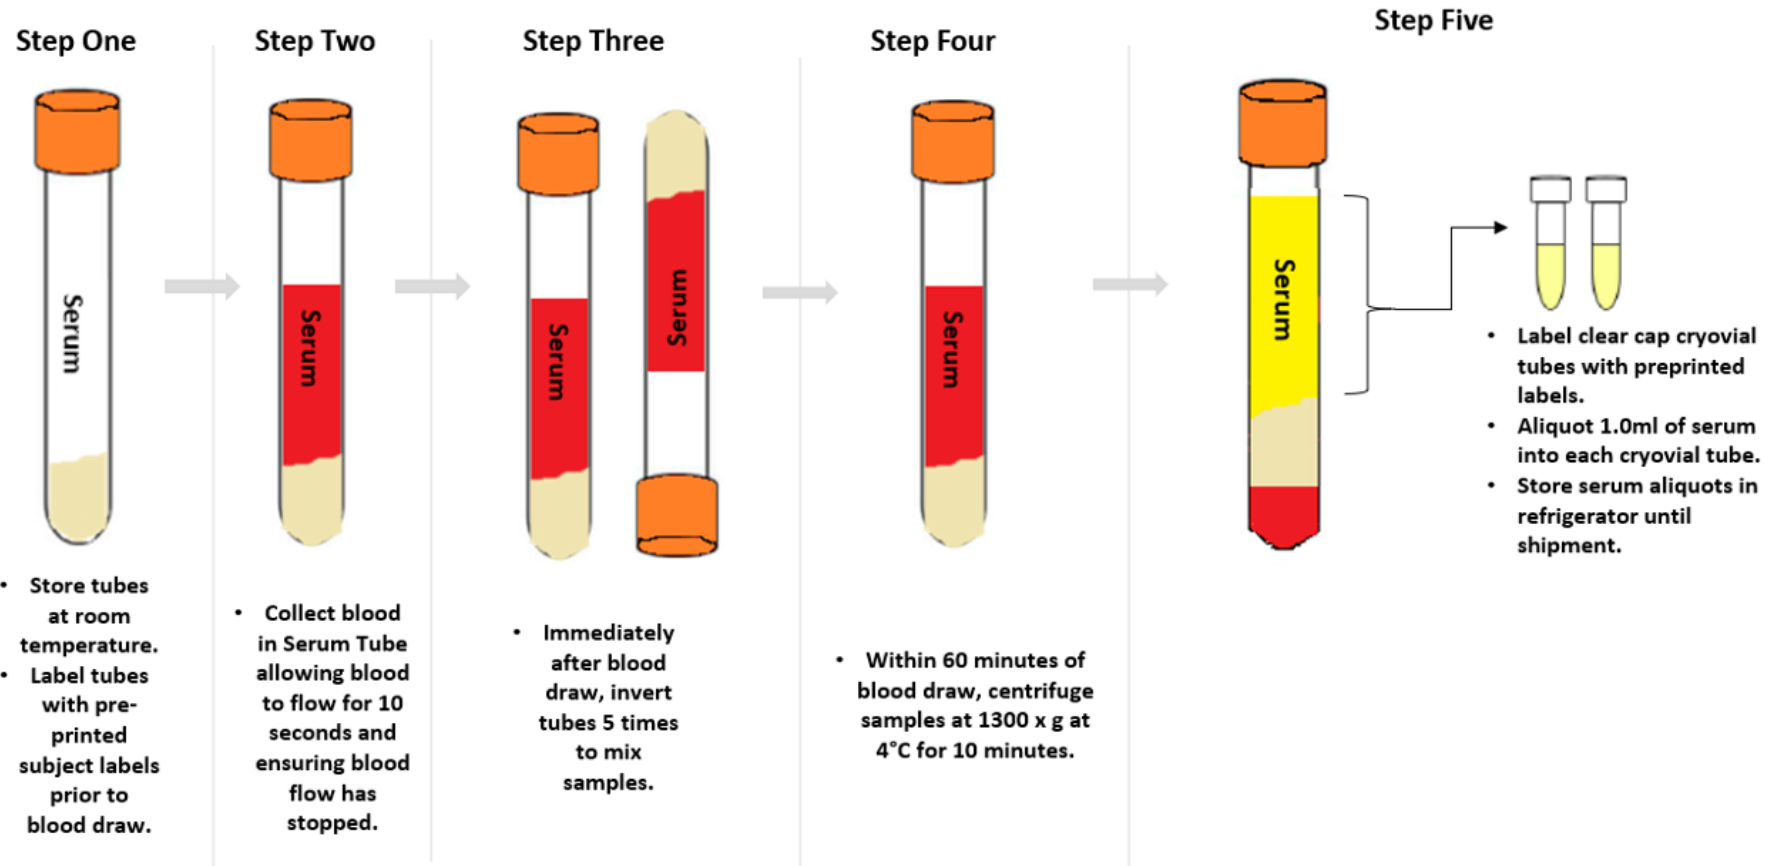 Step One
Serum
• Store tubes
at room
temperature.
• Label tubes
with pre-
printed
subject labels
prior to
blood draw.
Step Two
Serum
• Collect blood
in Serum Tube
allowing blood
to flow for 10
seconds and
ensuring blood
flow has
stopped.
Step Three
Serum
Serum
• Immediately
after blood
draw, invert
tubes 5 times
to mix
samples.
Step Four
Serum
• Within 60 minutes of
blood draw, centrifuge
samples at 1300 x g at
4°C for 10 minutes.
Step Five
Serum
• Label clear cap cryovial
tubes with preprinted
labels.
• Aliquot 1.0ml of serum
into each cryovial tube.
• Store serum aliquots in
refrigerator until
shipment.